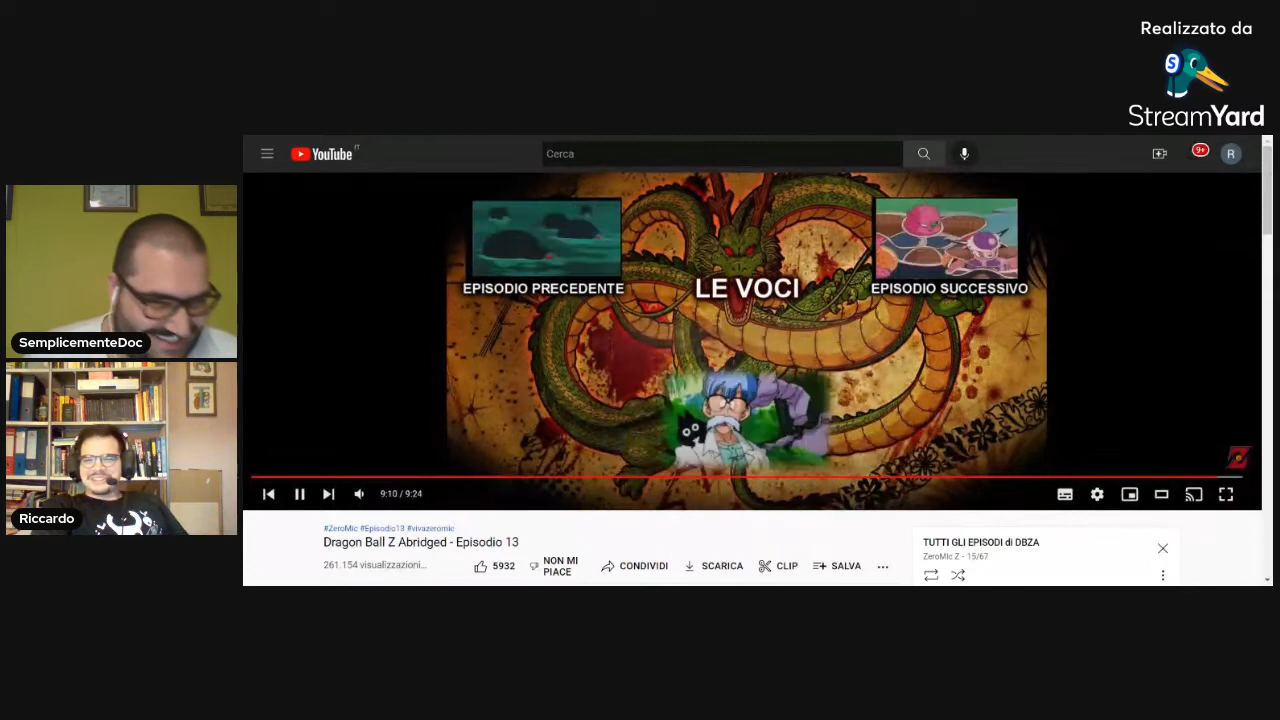 Realizzato da
StreamYard
YouTube IT
Cerca
9+
R
EPISODIO PRECEDENTE
LE VOCI
EPISODIO SUCCESSIVO
SemplicementeDoc
Riccardo
9:10 / 9:24
#ZeroMic #Episodio13 #vivazeromic
Dragon Ball Z Abridged - Episodio 13
261.154 visualizzazioni...
5932
NON MI
PIACE
CONDIVIDI
SCARICA
CLIP
SALVA
TUTTI GLI EPISODI di DBZA
ZeroMic Z - 15/67